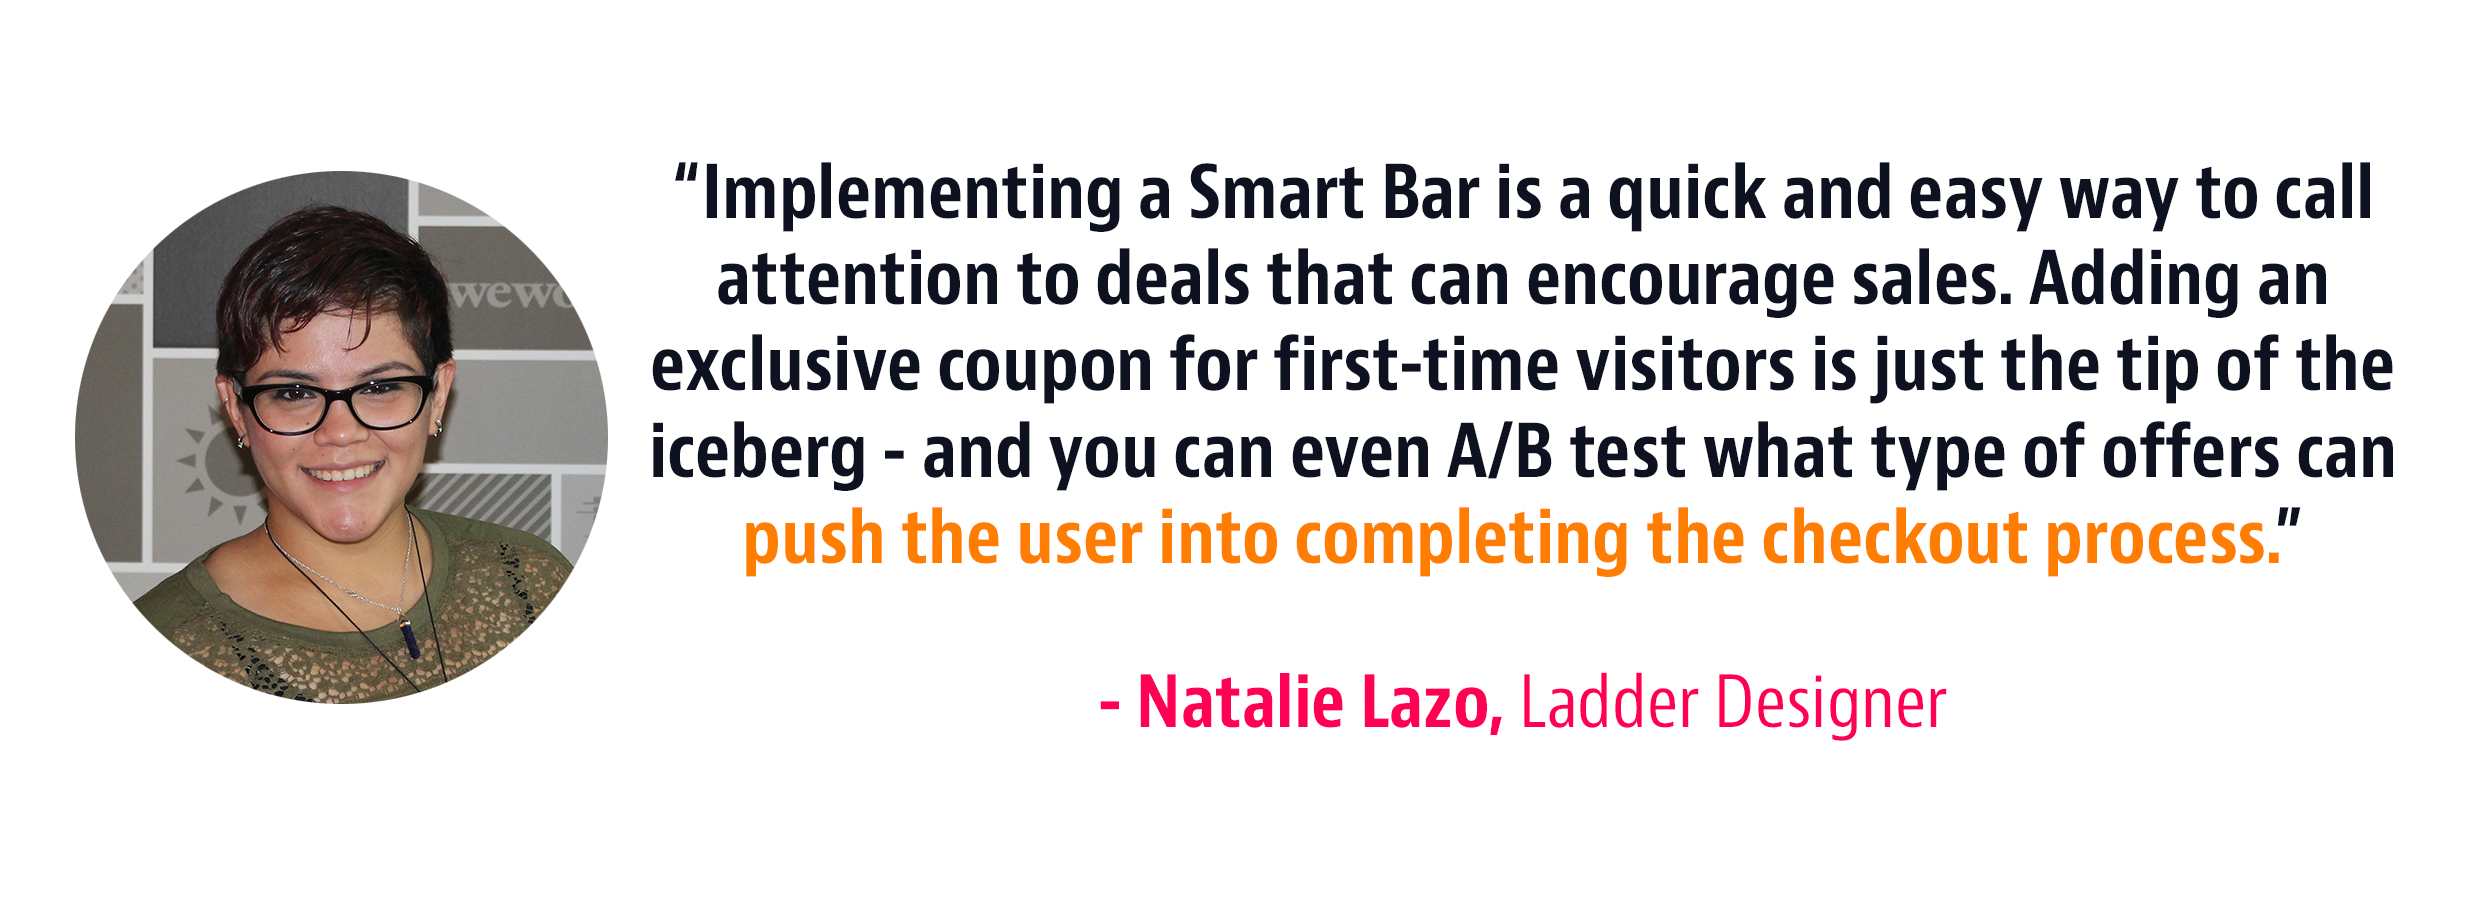 “Implementing a Smart Bar is a quick and easy way to call
attention to deals that can encourage sales. Adding an
exclusive coupon for first-time visitors is just the tip of the
iceberg - and you can even A/B test what type of offers can
push the user into completing the checkout process.”
- Natalie Lazo, Ladder Designer